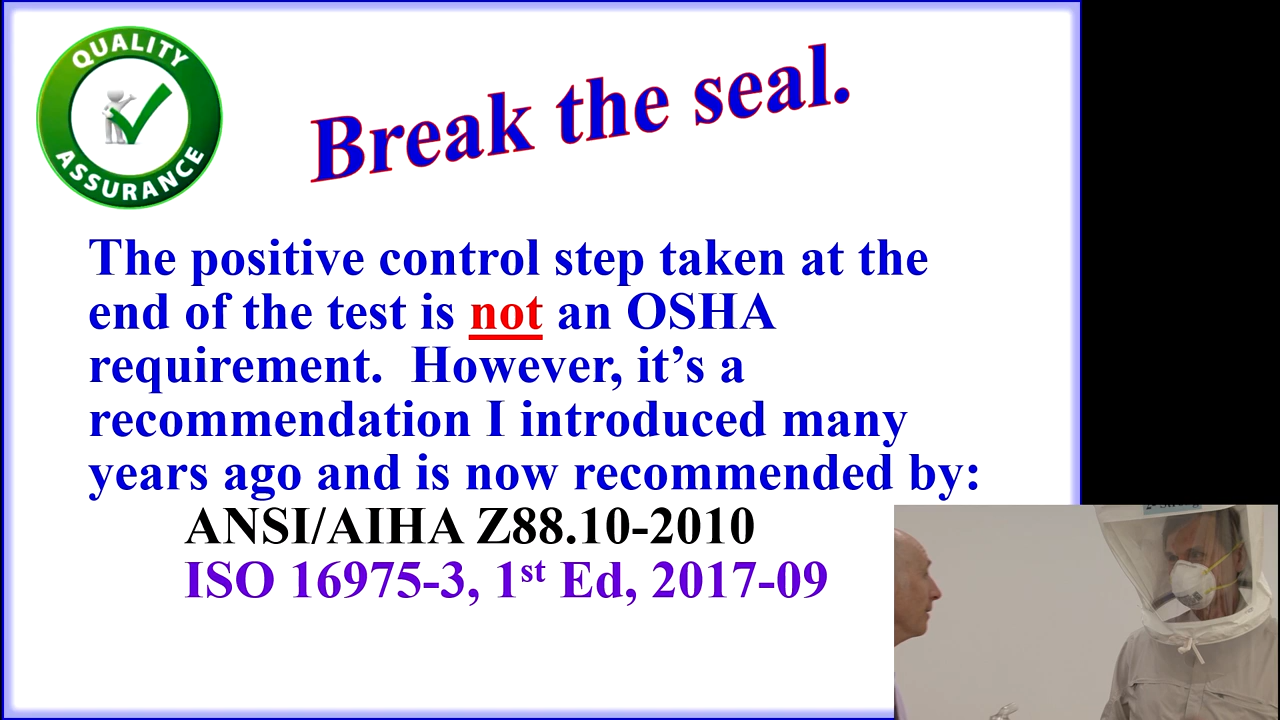 QUALITY
ASSURANCE
Break the seal.
The positive control step taken at the
end of the test is not an OSHA
requirement. However, it’s a
recommendation I introduced many
years ago and is now recommended by:
ANSI/AIHA Z88.10-2010
ISO 16975-3, 1st Ed, 2017-09